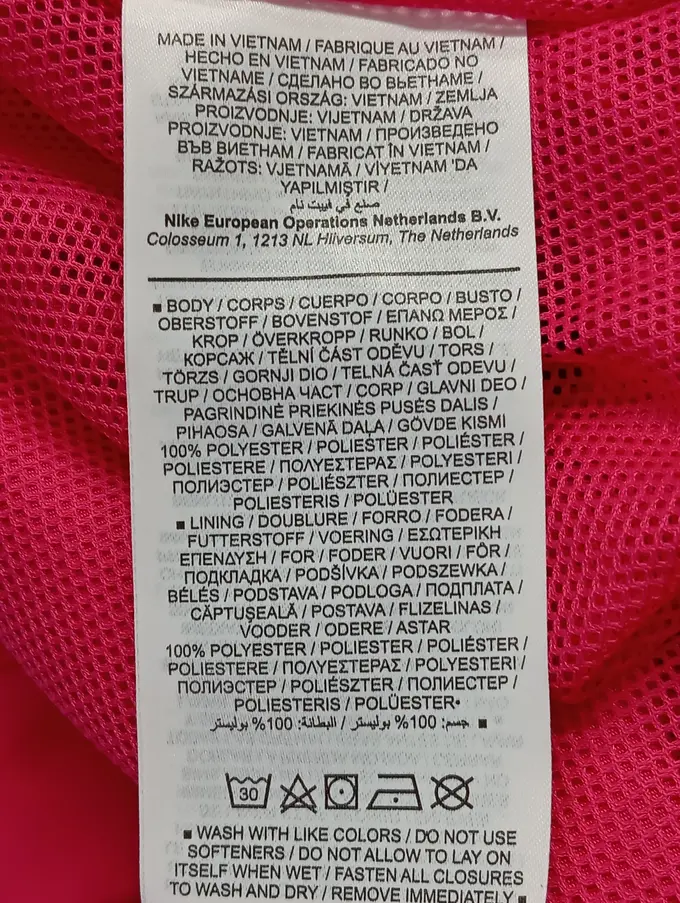 MADE IN VIETNAM / FABRIQUE AU VIETNAM /
HECHO EN VIETNAM / FABRICADO NO
VIETNAME / СДЕЛАНО ВО ВЬЕТНАМЕ /
SZÁRMAZÁSI ORSZÁG: VIETNAM / ZEMLJA
PROIZVODNJE: VIJETNAM / DRŽAVA
PROIZVODNJE: VIETNAM / ПРОИЗВЕДЕНО
ВЪВ ВИЕТНАМ / FABRICAT ÎN VIETNAM /
RAŽOTS: VJETNAMĀ / VİYETNAM 'DA
YAPILMIŞTIR /
صنع في فييت نام
Nike European Operations Netherlands B.V.
Colosseum 1, 1213 NL Hilversum, The Netherlands
■ BODY / CORPS / CUERPO / CORPO / BUSTO /
OBERSTOFF / BOVENSTOF / ΕΠΑΝΩ ΜΕΡΟΣ /
KROP / ÖVERKROPP / RUNKO / BOL /
КОРСАЖ / TĚLNÍ ČÁST ODĚVU / TORS /
TÖRZS / GORNJI DIO / TELNÁ ČASŤ ODEVU /
TRUP / ОСНОВНА ЧАСТ / CORP / GLAVNI DEO /
PAGRINDINĖ PRIEKINĖS PUSĖS DALIS /
PIHAOSA / GALVENĀ DAĻA / GÖVDE KISMI
100% POLYESTER / POLIESTER / POLIÉSTER /
POLIESTERE / ΠΟΛΥΕΣΤΕΡΑΣ / POLYESTERI /
ПОЛИЭСТЕР / POLIÉSZTER / ПОЛИЕСТЕР /
POLIESTERIS / POLÜESTER
■ LINING / DOUBLURE / FORRO / FODERA /
FUTTERSTOFF / VOERING / ΕΣΩΤΕΡΙΚΗ
ΕΠΕΝΔΥΣΗ / FOR / FODER / VUORI / FÔR /
ПОДКЛАДКА / PODŠÍVKA / PODSZEWKA /
BÉLÉS / PODSTAVA / PODLOGA / ПОДПЛАТА /
CĂPTUŞEALĂ / POSTAVA / FLIZELINAS /
VOODER / ODERE / ASTAR
100% POLYESTER / POLIESTER / POLIÉSTER /
POLIESTERE / ΠΟΛΥΕΣΤΕΡΑΣ / POLYESTERI /
ПОЛИЭСТЕР / POLIÉSZTER / ПОЛИЕСТЕР /
POLIESTERIS / POLÜESTER•
■ جسم: 100% بوليستر / البطانة: 100% بوليستر
30
■ WASH WITH LIKE COLORS / DO NOT USE
SOFTENERS / DO NOT ALLOW TO LAY ON
ITSELF WHEN WET / FASTEN ALL CLOSURES
TO WASH AND DRY / REMOVE IMMEDIATELY ■